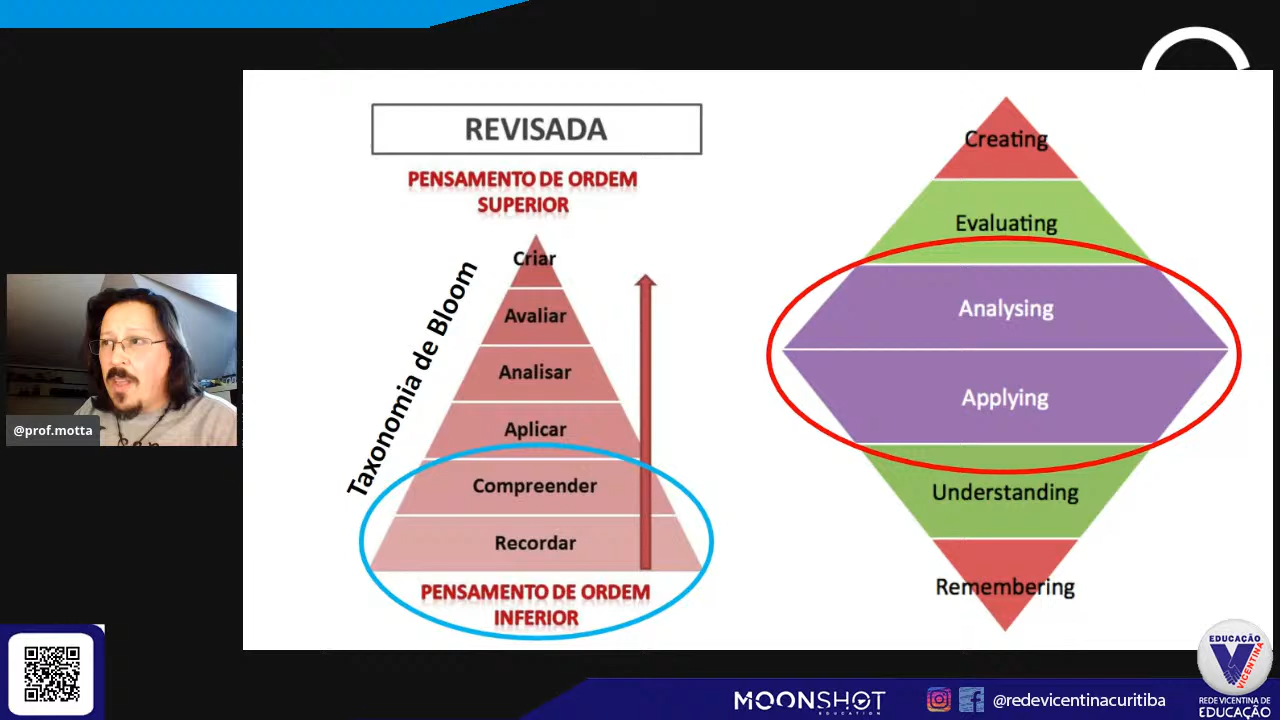 REVISADA
PENSAMENTO DE ORDEM
SUPERIOR
Taxonomia de Bloom
Criar
Avaliar
Analisar
Aplicar
Compreender
Recordar
PENSAMENTO DE ORDEM
INFERIOR
Creating
Evaluating
Analysing
Applying
Understanding
Remembering
@prof.motta
MOONSHOT
EDUCATION
@redevicentinacuritiba
EDUCAÇÃO
VICENTINA
REDE VICENTINA DE
EDUCAÇÃO